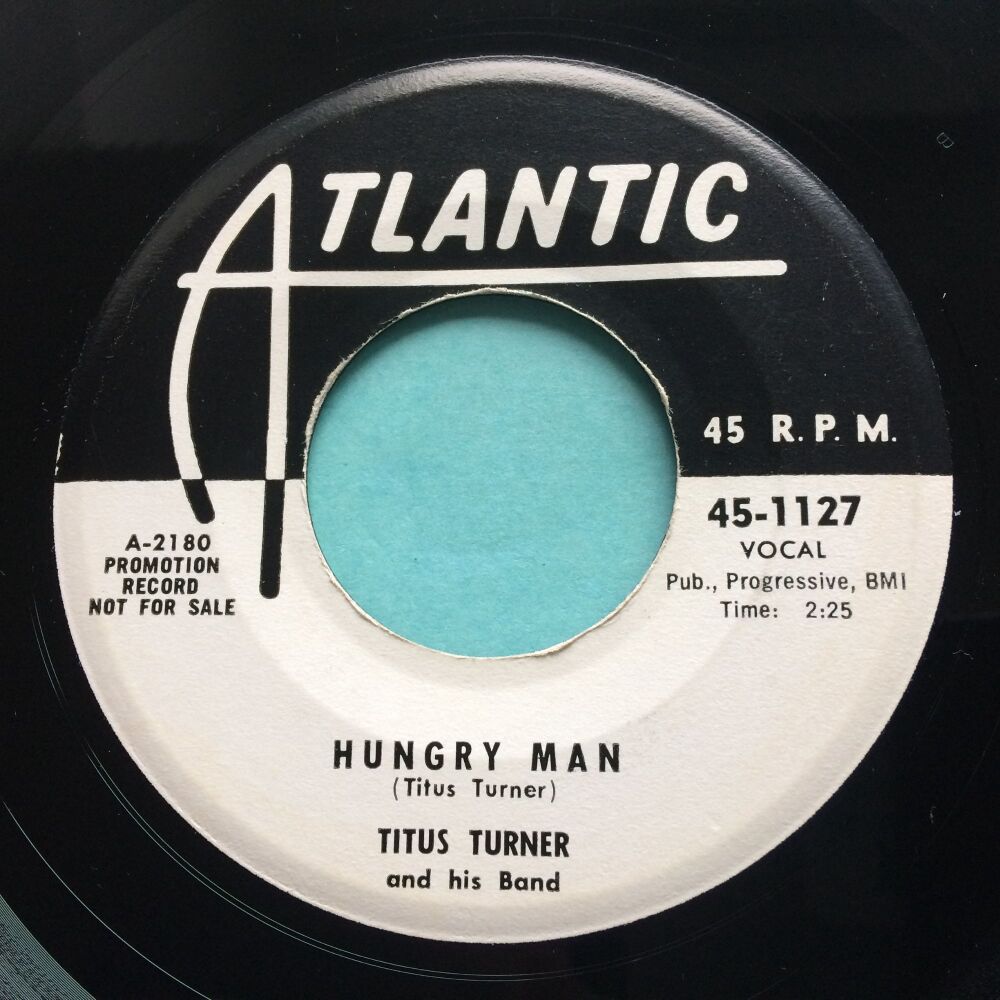 ATLANTIC
45 R.P.M.
A-2180
PROMOTION
RECORD
NOT FOR SALE
45-1127
VOCAL
Pub., Progressive, BMI
Time: 2:25
HUNGRY MAN
(Titus Turner)
TITUS TURNER
and his Band